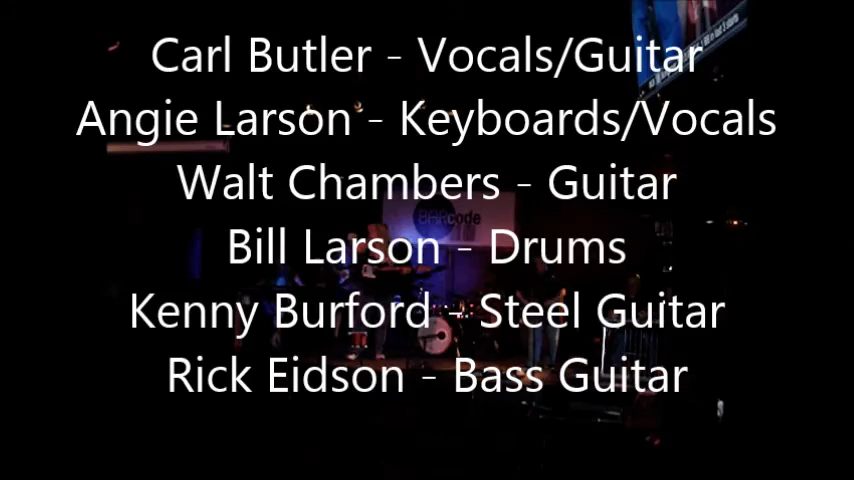 Carl Butler - Vocals/Guitar
Angie Larson - Keyboards/Vocals
Walt Chambers - Guitar
BARcode
Bill Larson - Drums
Kenny Burford - Steel Guitar
Rick Eidson - Bass Guitar